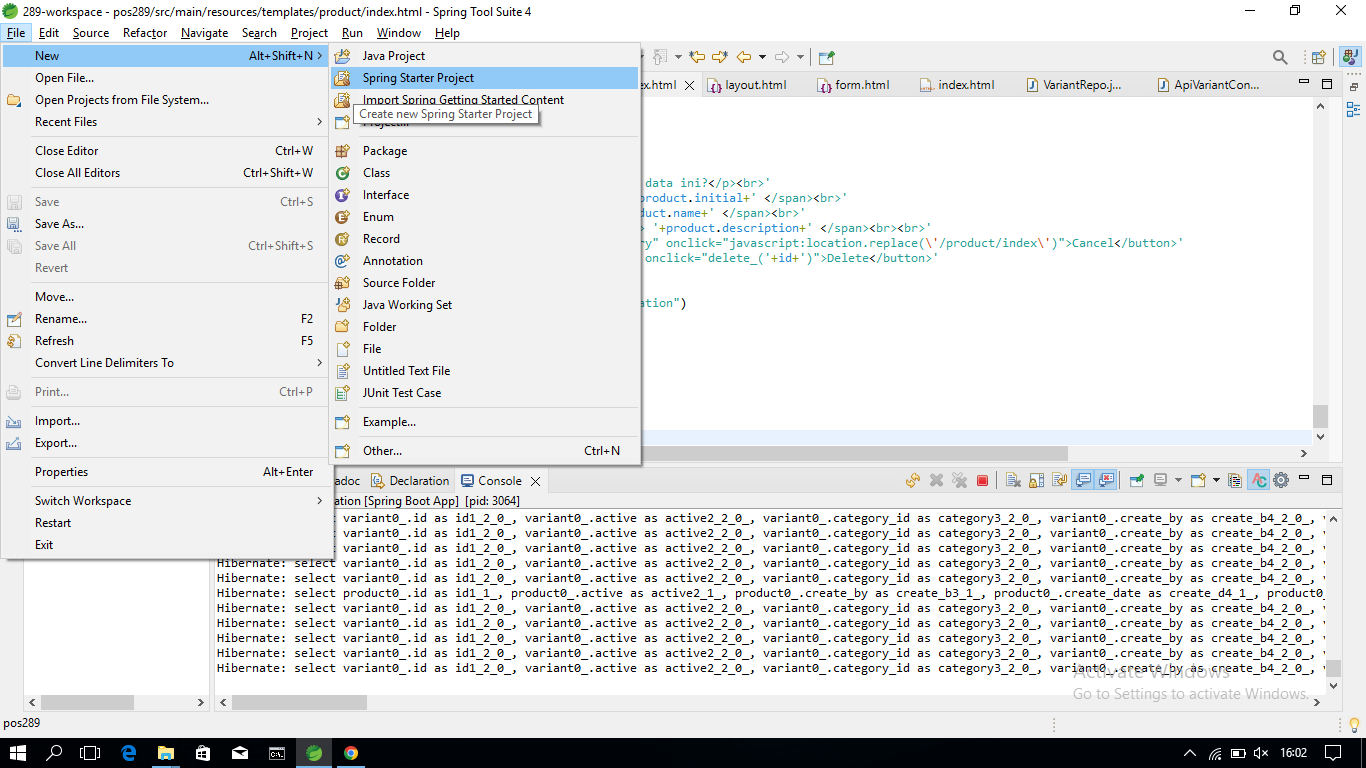 289-workspace - pos289/src/main/resources/templates/product/index.html - Spring Tool Suite 4
File Edit Source Refactor Navigate Search Project Run Window Help
New Alt+Shift+N
Open File...
Open Projects from File System...
Recent Files
Close Editor Ctrl+W
Close All Editors Ctrl+Shift+W
Save Ctrl+S
Save As...
Save All Ctrl+Shift+S
Revert
Move...
Rename... F2
Refresh F5
Convert Line Delimiters To
Print... Ctrl+P
Import...
Export...
Properties Alt+Enter
Switch Workspace
Restart
Exit
Java Project
Spring Starter Project
Import Spring Getting Started Content
Create new Spring Starter Project
Project...
Package
Class
Interface
Enum
Record
Annotation
Source Folder
Java Working Set
Folder
File
Untitled Text File
JUnit Test Case
Example...
Other... Ctrl+N
ex.html layout.html form.html index.html VariantRepo.j... ApiVariantCon...
data ini?</p><br>'
product.initial+' </span><br>'
uct.name+' </span><br>'
> '+product.description+' </span><br><br>'
ry" onclick="javascript:location.replace(\'/product/index\')">Cancel</button>'
onclick="delete_('+id+')">Delete</button>'
ation")
adoc Declaration Console
ation [Spring Boot App] [pid: 3064]
variant0_.id as id1_2_0_, variant0_.active as active2_2_0_, variant0_.category_id as category3_2_0_, variant0_.create_by as create_b4_2_0_,
variant0_.id as id1_2_0_, variant0_.active as active2_2_0_, variant0_.category_id as category3_2_0_, variant0_.create_by as create_b4_2_0_,
variant0_.id as id1_2_0_, variant0_.active as active2_2_0_, variant0_.category_id as category3_2_0_, variant0_.create_by as create_b4_2_0_,
Hibernate: select variant0_.id as id1_2_0_, variant0_.active as active2_2_0_, variant0_.category_id as category3_2_0_, variant0_.create_by as create_b4_2_0_,
Hibernate: select variant0_.id as id1_2_0_, variant0_.active as active2_2_0_, variant0_.category_id as category3_2_0_, variant0_.create_by as create_b4_2_0_,
Hibernate: select product0_.id as id1_1_, product0_.active as active2_1_, product0_.create_by as create_b3_1_, product0_.create_date as create_d4_1_, product0_
Hibernate: select variant0_.id as id1_2_0_, variant0_.active as active2_2_0_, variant0_.category_id as category3_2_0_, variant0_.create_by as create_b4_2_0_,
Hibernate: select variant0_.id as id1_2_0_, variant0_.active as active2_2_0_, variant0_.category_id as category3_2_0_, variant0_.create_by as create_b4_2_0_,
Hibernate: select variant0_.id as id1_2_0_, variant0_.active as active2_2_0_, variant0_.category_id as category3_2_0_, variant0_.create_by as create_b4_2_0_,
Hibernate: select variant0_.id as id1_2_0_, variant0_.active as active2_2_0_, variant0_.category_id as category3_2_0_, variant0_.create_by as create_b4_2_0_,
Hibernate: select variant0_.id as id1_2_0_, variant0_.active as active2_2_0_, variant0_.category_id as category3_2_0_, variant0_.create_by as create_b4_2_0_,
Activate Windows
Go to Settings to activate Windows.
pos289
16:02